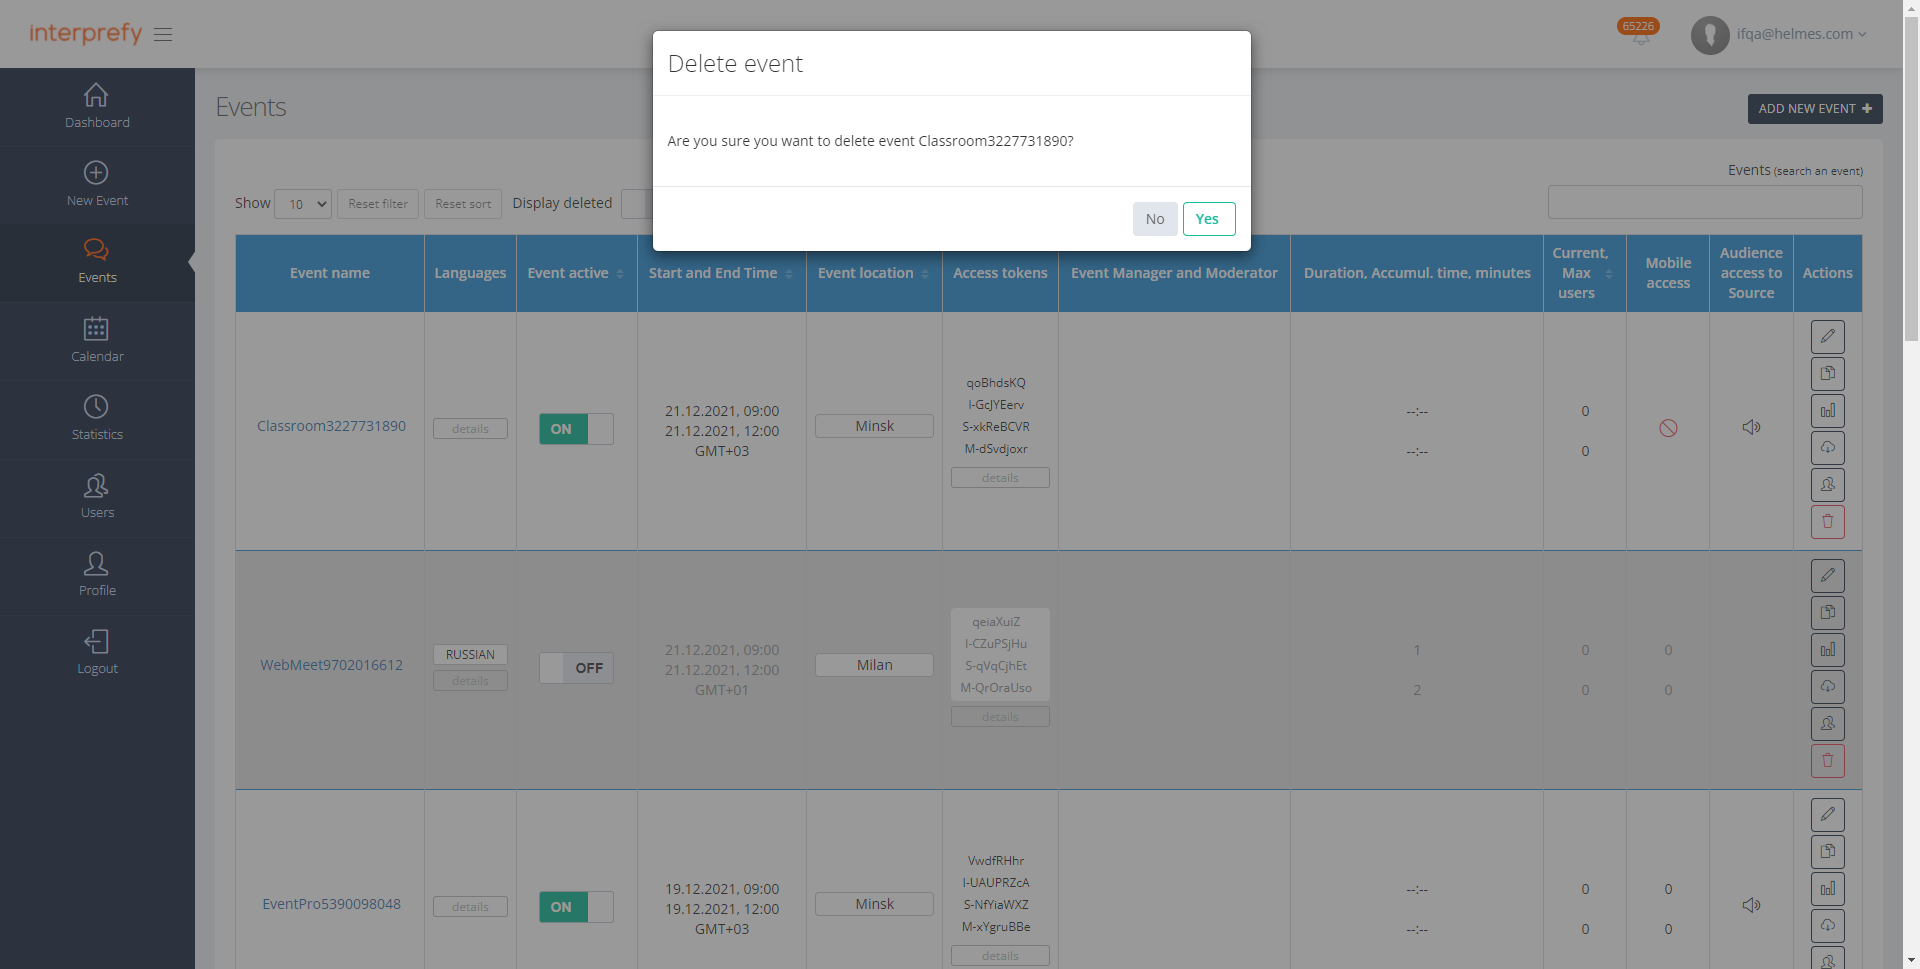 interprefy
65226
ifqa@helmes.com
Dashboard
New Event
Events
Calendar
Statistics
Users
Profile
Logout
Delete event
Are you sure you want to delete event Classroom3227731890?
No
Yes
Events
ADD NEW EVENT
Show
10
Reset filter
Reset sort
Display deleted
Events (search an event)
Event name
Languages
Event active
Start and End Time
Event location
Access tokens
Event Manager and Moderator
Duration, Accumul. time, minutes
Current,
Max
users
Mobile
access
Audience
access to
Source
Actions
Classroom3227731890
details
ON
21.12.2021, 09:00
21.12.2021, 12:00
GMT+03
Minsk
qoBhdsKQ
I-GcJYEerv
S-xkReBCVR
M-dSvdjoxr
details
--:--
--:--
0
0
WebMeet9702016612
RUSSIAN
details
OFF
21.12.2021, 09:00
21.12.2021, 12:00
GMT+01
Milan
qeiaXuiZ
I-CZuPSjHu
S-qVqCjhEt
M-QrOraUso
details
1
2
0
0
0
0
EventPro5390098048
details
ON
19.12.2021, 09:00
19.12.2021, 12:00
GMT+03
Minsk
VwdfRHhr
I-UAUPRZcA
S-NfYiaWXZ
M-xYgruBBe
details
--:--
--:--
0
0
0
0